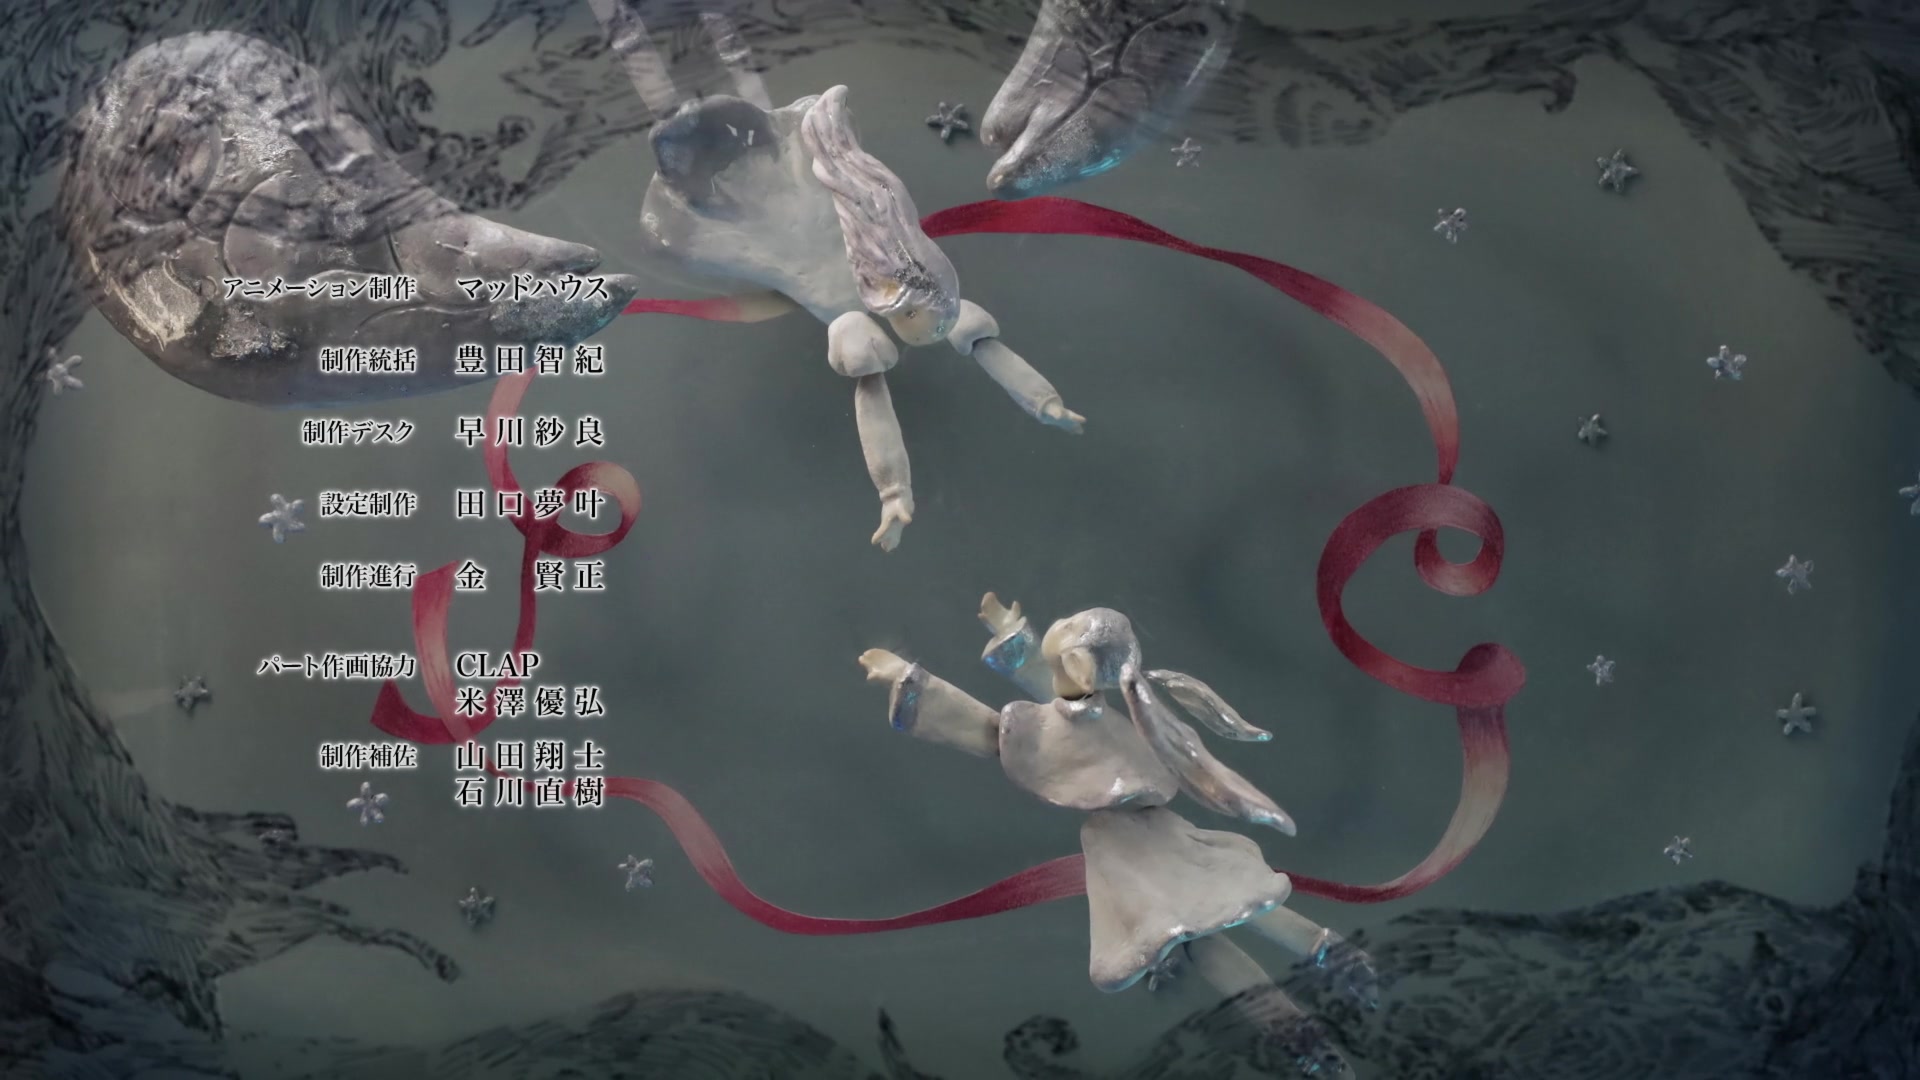 アニメーション制作 マッドハウス
制作統括 豊田智紀
制作デスク 早川紗良
設定制作 田口夢叶
制作進行 金 賢正
パート作画協力 CLAP
米澤優弘
制作補佐 山田翔士
石川直樹